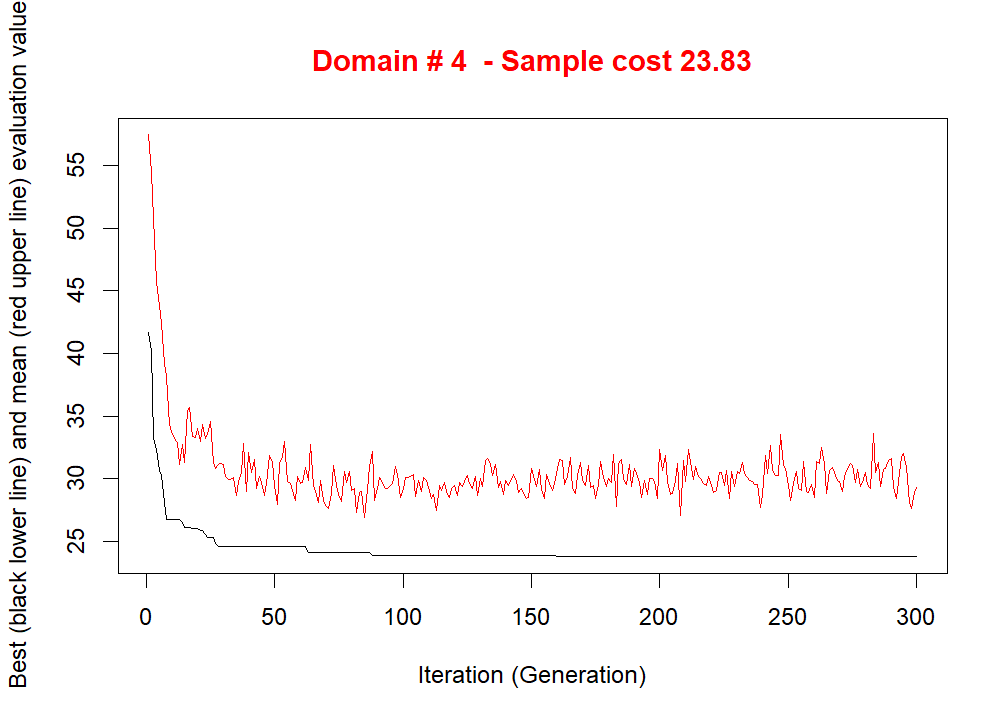 Domain # 4  - Sample cost 23.83
Best (black lower line) and mean (red upper line) evaluation value
55
50
45
40
35
30
25
0 50 100 150 200 250 300
Iteration (Generation)